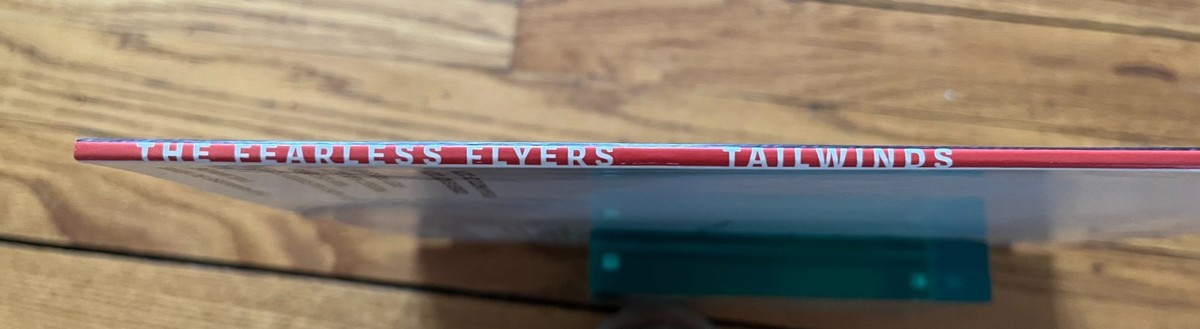 THE FEARLESS FLYERS TAILWINDS